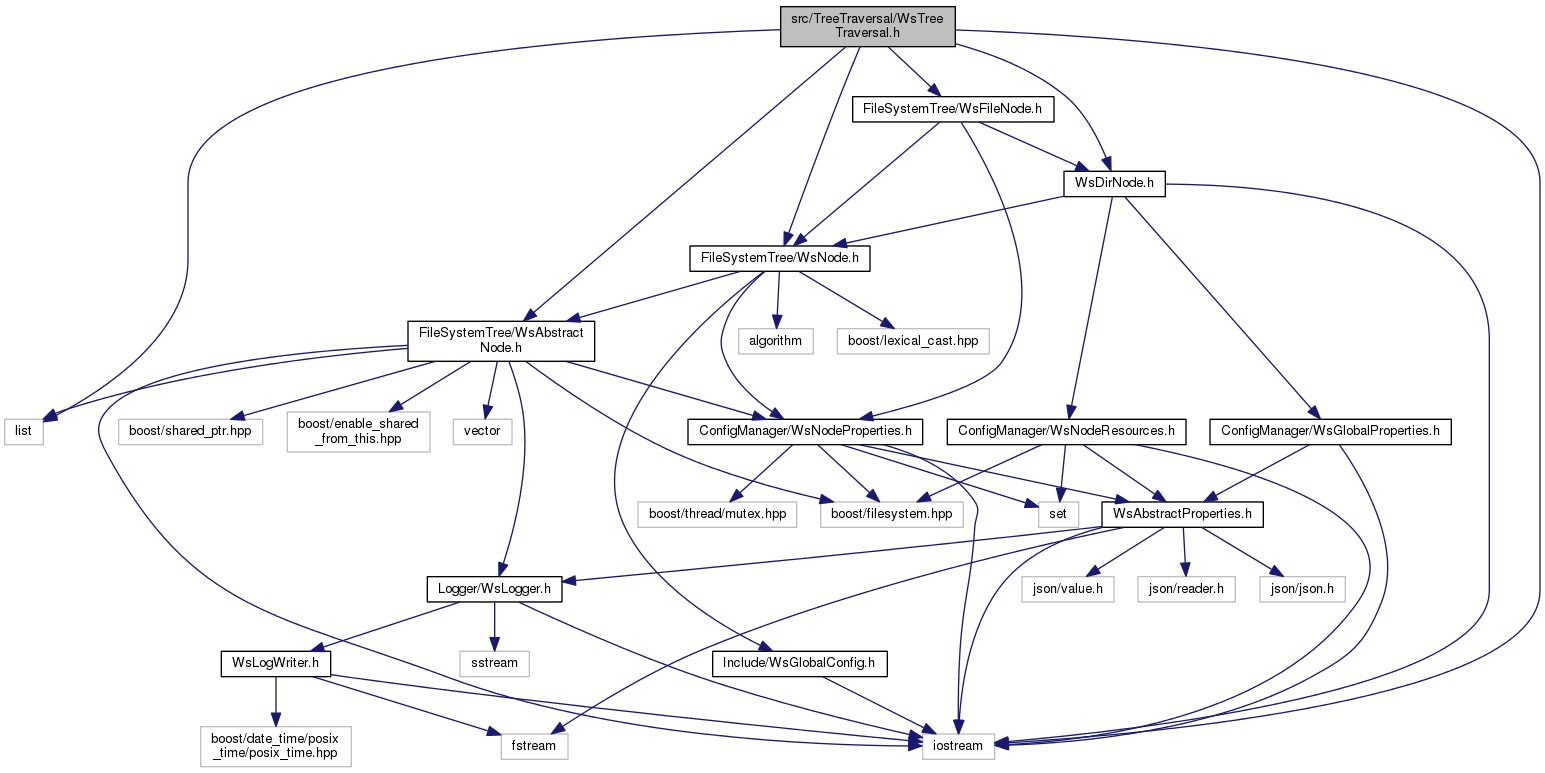 src/TreeTraversal/WsTree
Traversal.h
FileSystemTree/WsFileNode.h
WsDirNode.h
FileSystemTree/WsNode.h
FileSystemTree/WsAbstract
Node.h
algorithm
boost/lexical_cast.hpp
list
boost/shared_ptr.hpp
boost/enable_shared
_from_this.hpp
vector
ConfigManager/WsNodeProperties.h
ConfigManager/WsNodeResources.h
ConfigManager/WsGlobalProperties.h
boost/thread/mutex.hpp
boost/filesystem.hpp
set
WsAbstractProperties.h
Logger/WsLogger.h
json/value.h
json/reader.h
json/json.h
WsLogWriter.h
sstream
Include/WsGlobalConfig.h
boost/date_time/posix
_time/posix_time.hpp
fstream
iostream